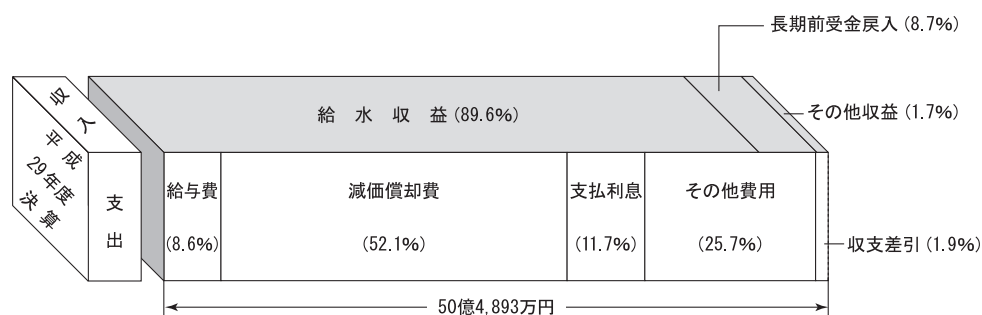 長期前受金戻入(8.7%)
収入
給水収益(89.6%)
その他収益(1.7%)
平成
29年度
決算
支出
給与費
(8.6%)
減価償却費
(52.1%)
支払利息
(11.7%)
その他費用
(25.7%)
収支差引(1.9%)
50億4,893万円